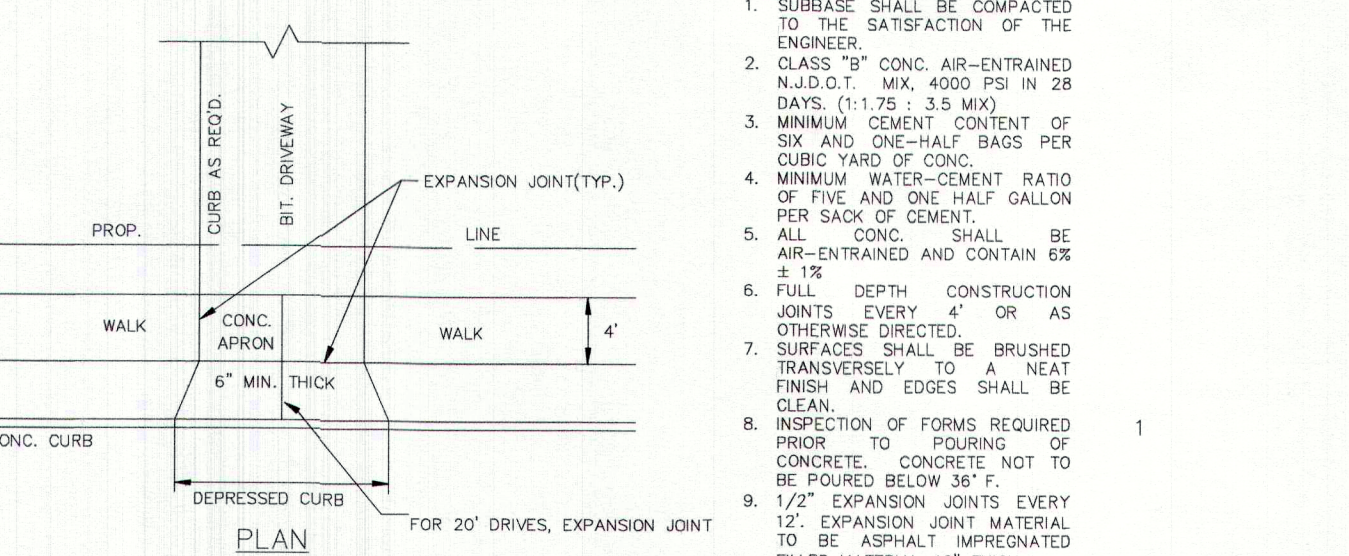 CURB AS REQ'D.
BIT. DRIVEWAY
EXPANSION JOINT(TYP.)
PROP.
LINE
WALK
CONC.
APRON
WALK
4'
6" MIN. THICK
ONC. CURB
DEPRESSED CURB
FOR 20' DRIVES, EXPANSION JOINT
PLAN
1. SUBBASE SHALL BE COMPACTED
TO THE SATISFACTION OF THE
ENGINEER.
2. CLASS "B" CONC. AIR-ENTRAINED
N.J.D.O.T. MIX, 4000 PSI IN 28
DAYS. (1:1.75 : 3.5 MIX)
3. MINIMUM CEMENT CONTENT OF
SIX AND ONE-HALF BAGS PER
CUBIC YARD OF CONC.
4. MINIMUM WATER-CEMENT RATIO
OF FIVE AND ONE HALF GALLON
PER SACK OF CEMENT.
5. ALL CONC. SHALL BE
AIR-ENTRAINED AND CONTAIN 6%
± 1%
6. FULL DEPTH CONSTRUCTION
JOINTS EVERY 4' OR AS
OTHERWISE DIRECTED.
7. SURFACES SHALL BE BRUSHED
TRANSVERSELY TO A NEAT
FINISH AND EDGES SHALL BE
CLEAN.
8. INSPECTION OF FORMS REQUIRED
PRIOR TO POURING OF
CONCRETE. CONCRETE NOT TO
BE POURED BELOW 36° F.
9. 1/2" EXPANSION JOINTS EVERY
12'. EXPANSION JOINT MATERIAL
TO BE ASPHALT IMPREGNATED
1